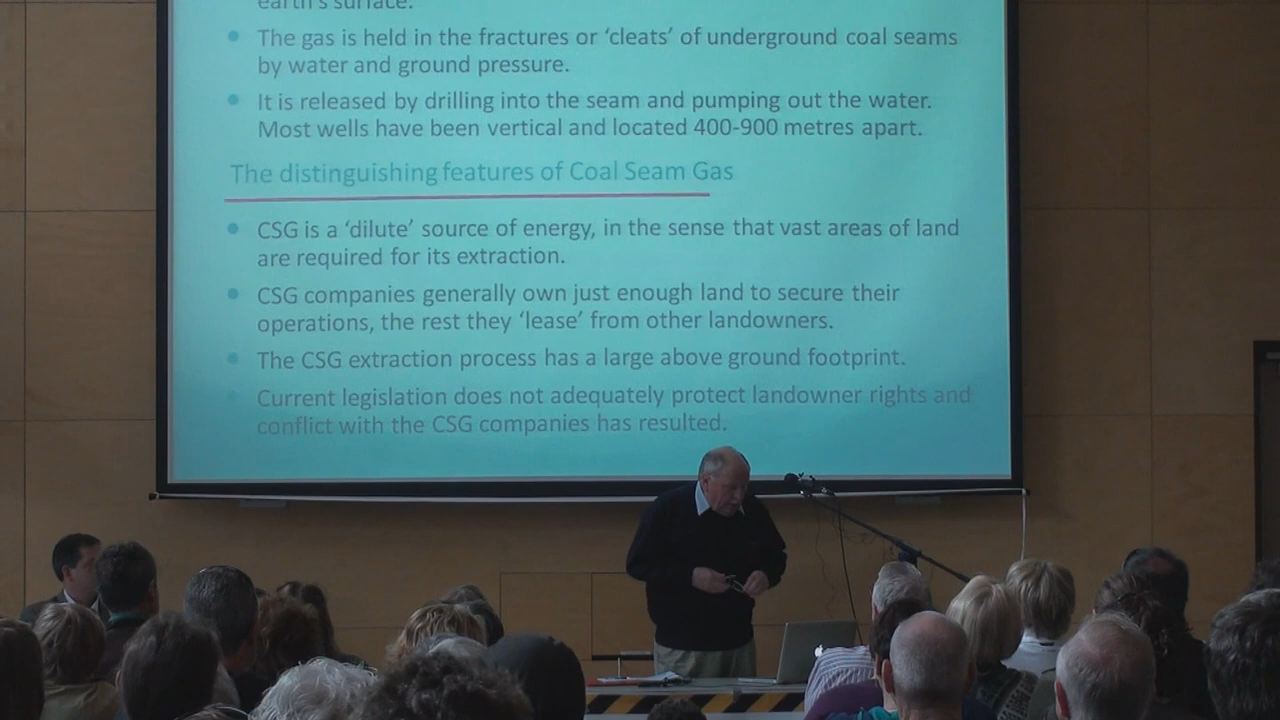 earth's surface.
The gas is held in the fractures or ‘cleats’ of underground coal seams
by water and ground pressure.
It is released by drilling into the seam and pumping out the water.
Most wells have been vertical and located 400-900 metres apart.
The distinguishing features of Coal Seam Gas
CSG is a ‘dilute’ source of energy, in the sense that vast areas of land
are required for its extraction.
CSG companies generally own just enough land to secure their
operations, the rest they ‘lease’ from other landowners.
The CSG extraction process has a large above ground footprint.
Current legislation does not adequately protect landowner rights and
conflict with the CSG companies has resulted.